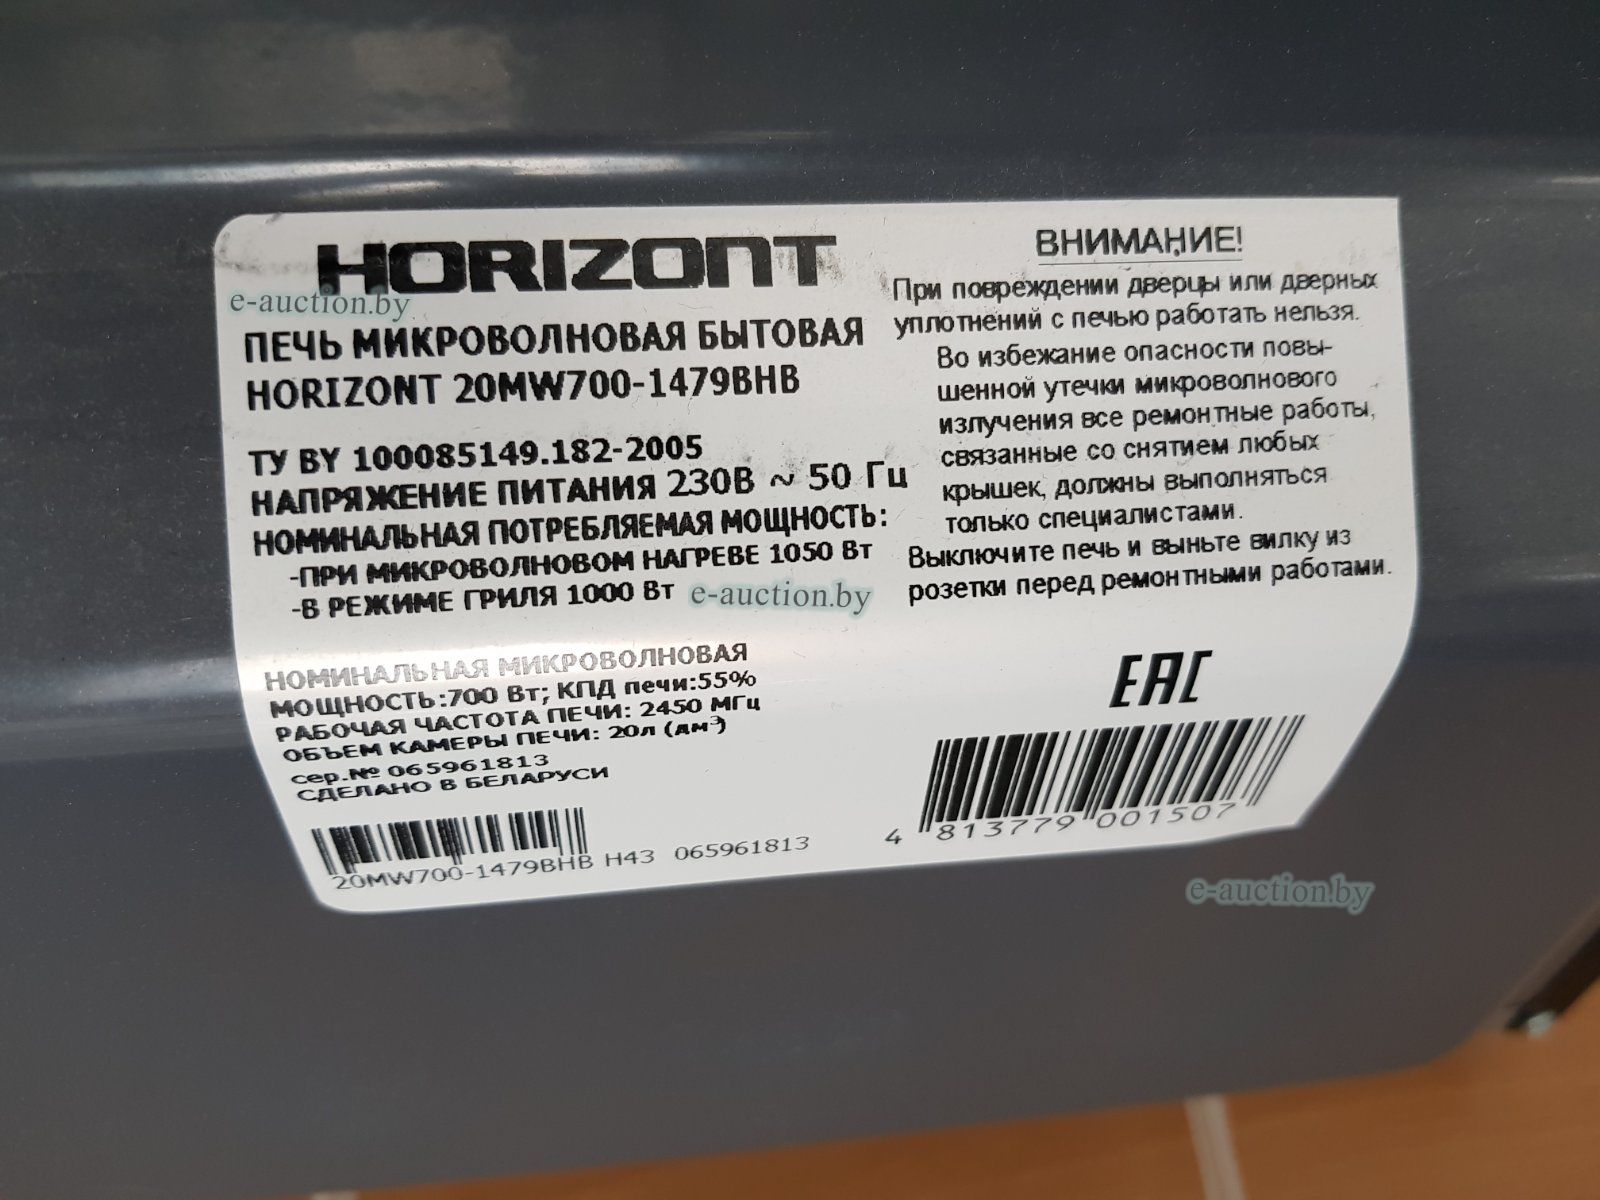 HORIZONT
e-auction.by
ПЕЧЬ МИКРОВОЛНОВАЯ БЫТОВАЯ
HORIZONT 20MW700-1479BHB
ТУ BY 100085149.182-2005
НАПРЯЖЕНИЕ ПИТАНИЯ 230В ~ 50 Гц
НОМИНАЛЬНАЯ ПОТРЕБЛЯЕМАЯ МОЩНОСТЬ:
-ПРИ МИКРОВОЛНОВОМ НАГРЕВЕ 1050 Вт
-В РЕЖИМЕ ГРИЛЯ 1000 Вт
e-auction.by
НОМИНАЛЬНАЯ МИКРОВОЛНОВАЯ
МОЩНОСТЬ:700 Вт; КПД печи:55%
РАБОЧАЯ ЧАСТОТА ПЕЧИ: 2450 МГц
ОБЪЕМ КАМЕРЫ ПЕЧИ: 20л (дм³)
сер.№ 065961813
СДЕЛАНО В БЕЛАРУСИ
20MW700-1479BHB H43 065961813
ВНИМАНИЕ!
При повреждении дверцы или дверных
уплотнений с печью работать нельзя.
Во избежание опасности повы-
шенной утечки микроволнового
излучения все ремонтные работы,
связанные со снятием любых
крышек, должны выполняться
только специалистами.
Выключите печь и выньте вилку из
розетки перед ремонтными работами.
EAC
4 813779 001507
e-auction.by